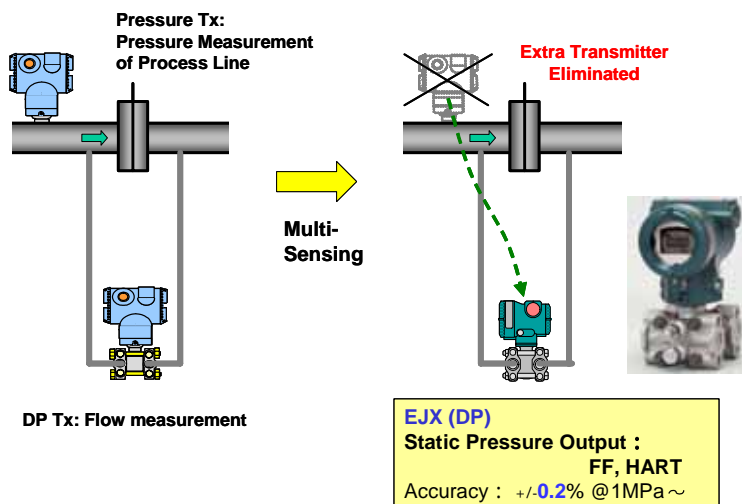 Pressure Tx:
Pressure Measurement
of Process Line
Extra Transmitter
Eliminated
Multi-
Sensing
DP Tx: Flow measurement
EJX (DP)
Static Pressure Output :
FF, HART
Accuracy : +/-0.2% @1MPa～